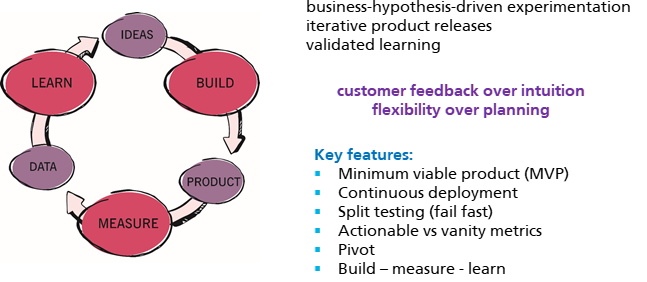 IDEAS
LEARN
BUILD
DATA
PRODUCT
MEASURE
business-hypothesis-driven experimentation
iterative product releases
validated learning
customer feedback over intuition
flexibility over planning
Key features:
▪ Minimum viable product (MVP)
▪ Continuous deployment
▪ Split testing (fail fast)
▪ Actionable vs vanity metrics
▪ Pivot
▪ Build – measure - learn